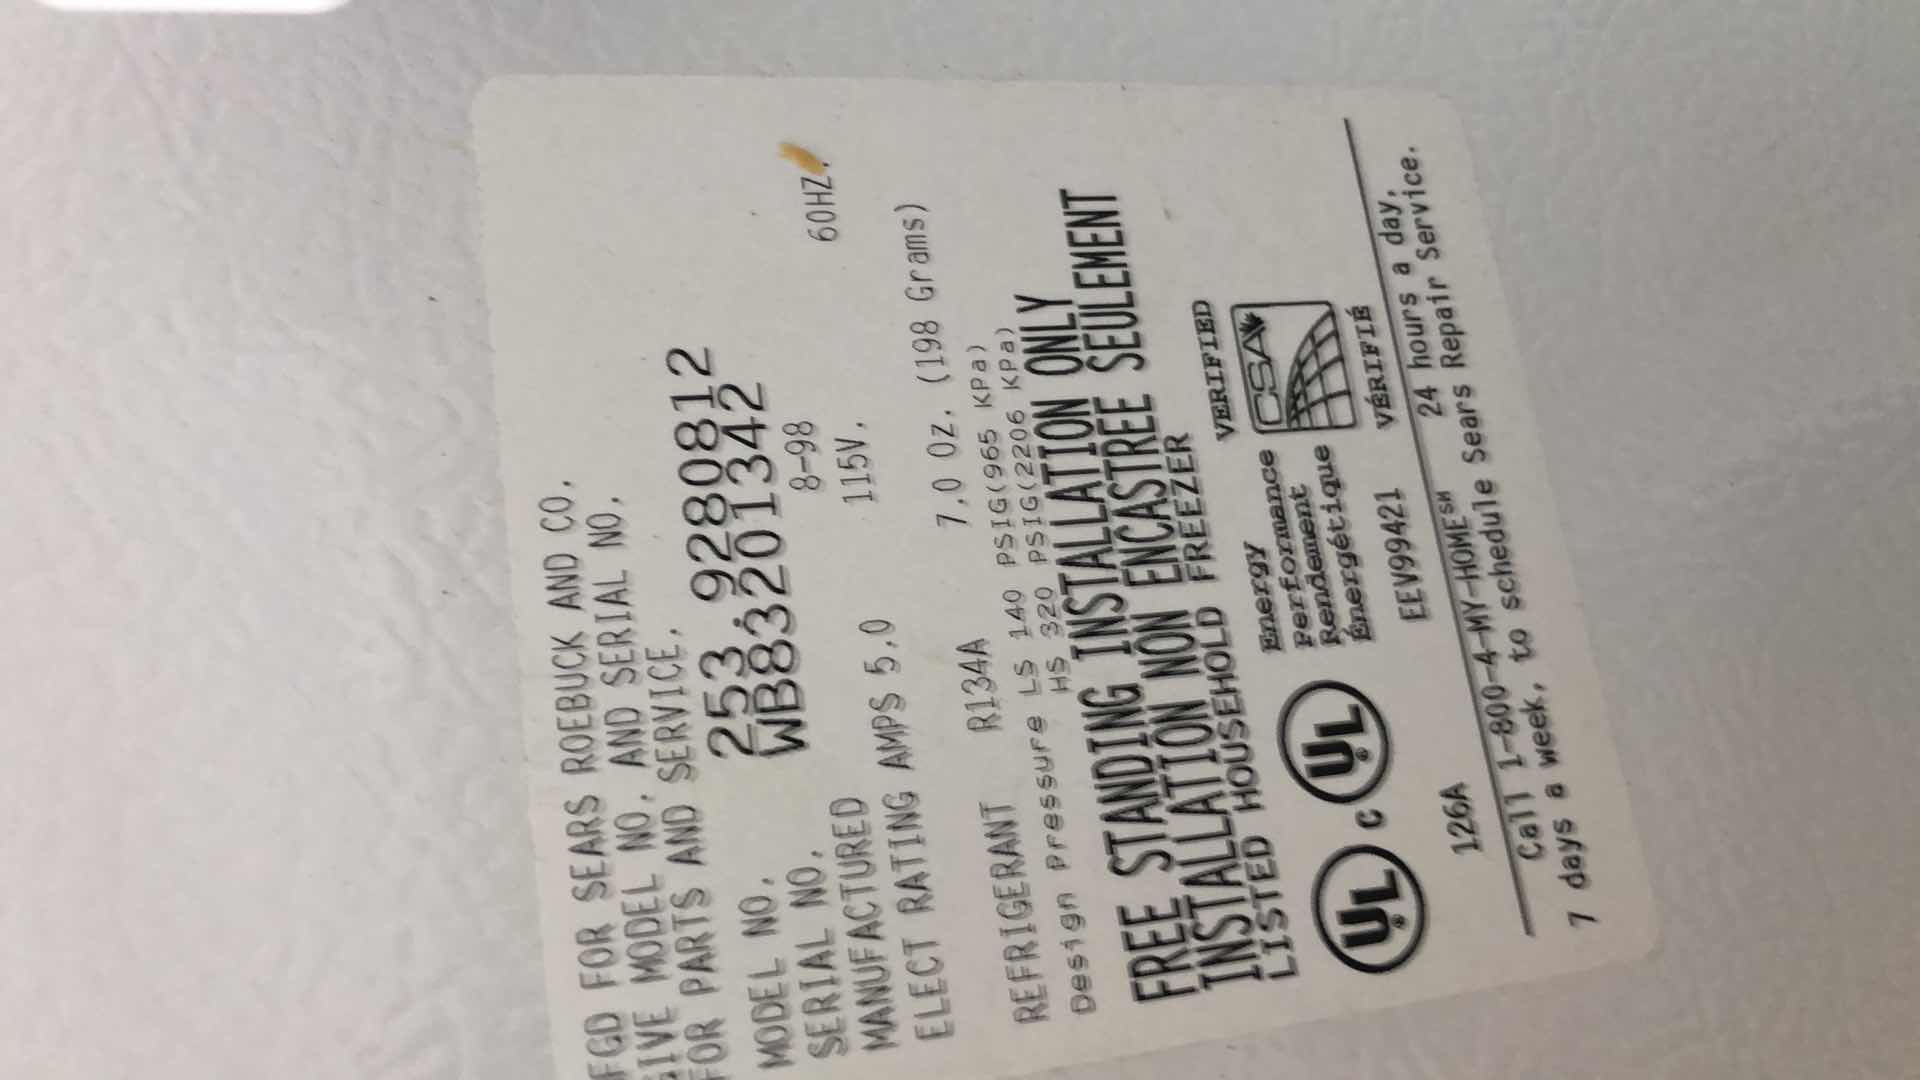 FGD FOR SEARS ROEBUCK AND CO.
GIVE MODEL NO. AND SERIAL NO.
FOR PARTS AND SERVICE.
MODEL NO. 253.9280812
SERIAL NO. WB83201342
MANUFACTURED 8-98
ELECT RATING AMPS 5.0 115V. 60HZ.
REFRIGERANT R134A 7.0 Oz. (198 Grams)
Design Pressure LS 140 PSIG(965 KPa)
HS 320 PSIG(2206 KPa)
FREE STANDING INSTALLATION ONLY
INSTALLATION NON ENCASTREE SEULEMENT
LISTED HOUSEHOLD FREEZER
UL
C UL
Energy
Performance
Rendement
Énergétique
VERIFIED
CSA
VÉRIFIÉ
126A EEV99421
Call 1-800-4-MY-HOME℠ 24 hours a day,
7 days a week, to schedule Sears Repair Service.